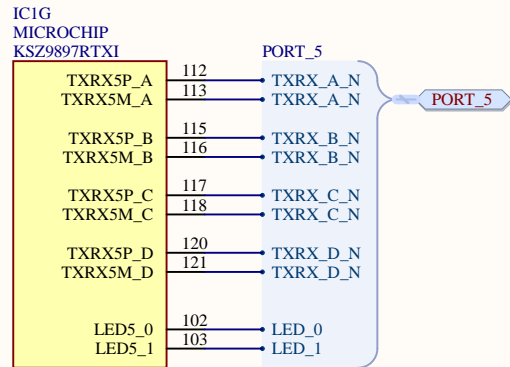 IC1G
MICROCHIP
KSZ9897RTXI PORT_5
TXRX5P_A 112 TXRX_A_N
TXRX5M_A 113 TXRX_A_N
PORT_5
TXRX5P_B 115 TXRX_B_N
TXRX5M_B 116 TXRX_B_N
TXRX5P_C 117 TXRX_C_N
TXRX5M_C 118 TXRX_C_N
TXRX5P_D 120 TXRX_D_N
TXRX5M_D 121 TXRX_D_N
LED5_0 102 LED_0
LED5_1 103 LED_1